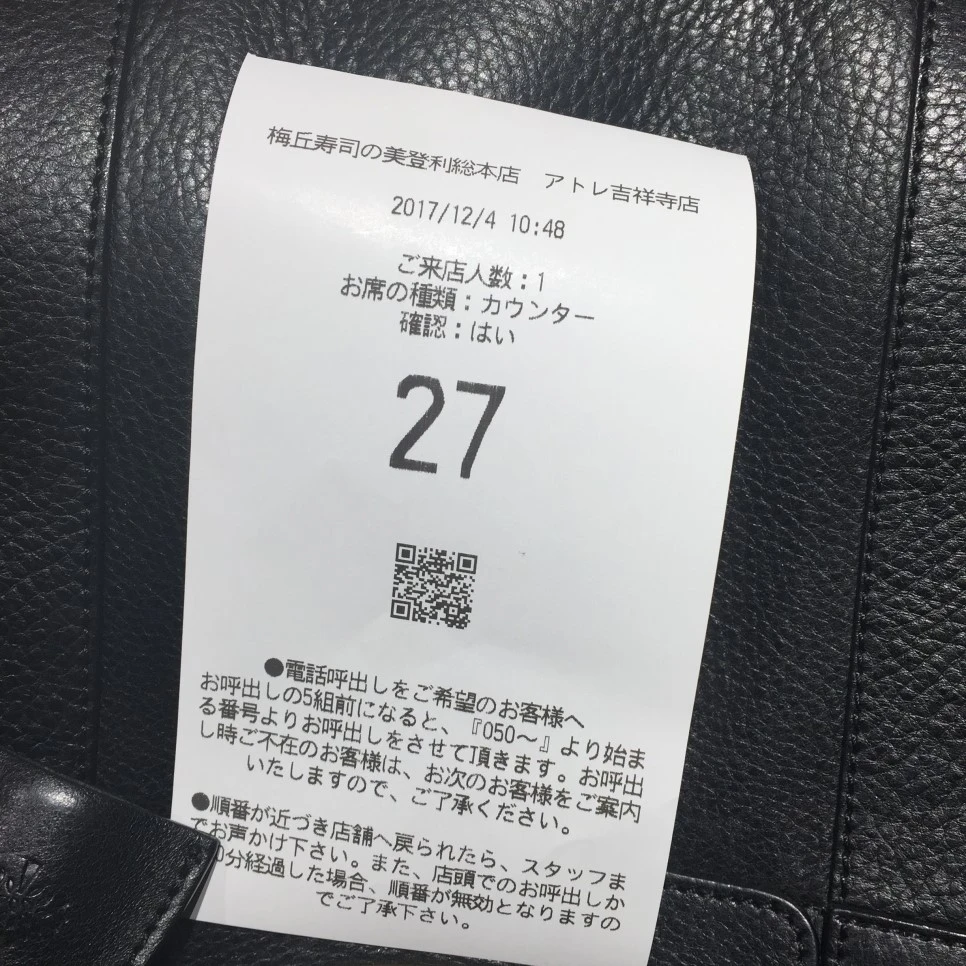 梅丘寿司の美登利総本店 アトレ吉祥寺店
2017/12/4 10:48
ご来店人数：1
お席の種類：カウンター
確認：はい
27
●電話呼出しをご希望のお客様へ
お呼出しの5組前になると、『050～』より始ま
る番号よりお呼出しをさせて頂きます。お呼出
し時ご不在のお客様は、お次のお客様をご案内
いたしますので、ご了承ください。
●順番が近づき店舗へ戻られたら、スタッフま
でお声かけ下さい。また、店頭でのお呼出しか
0分経過した場合、順番が無効となりますの
でご了承下さい。